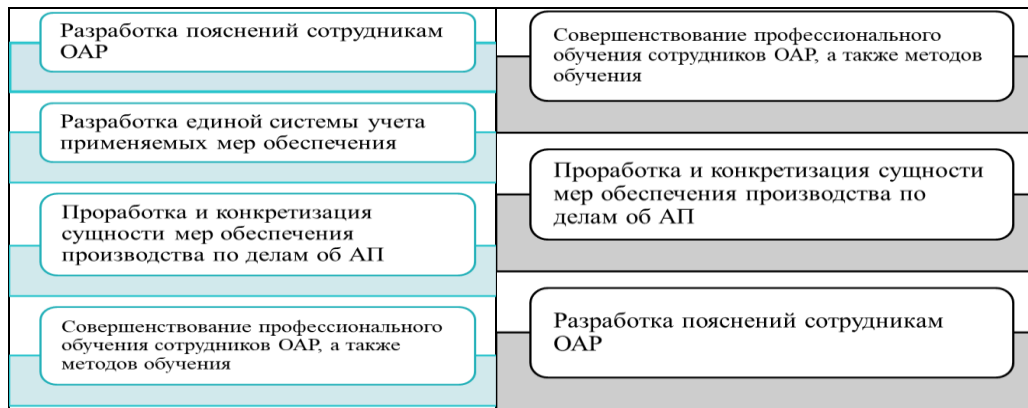 Разработка пояснений сотрудникам
ОАР
Разработка единой системы учета
применяемых мер обеспечения
Проработка и конкретизация
сущности мер обеспечения
производства по делам об АП
Совершенствование профессионального
обучения сотрудников ОАР, а также
методов обучения
Совершенствование профессионального
обучения сотрудников ОАР, а также методов
обучения
Проработка и конкретизация сущности
мер обеспечения производства по
делам об АП
Разработка пояснений сотрудникам
ОАР